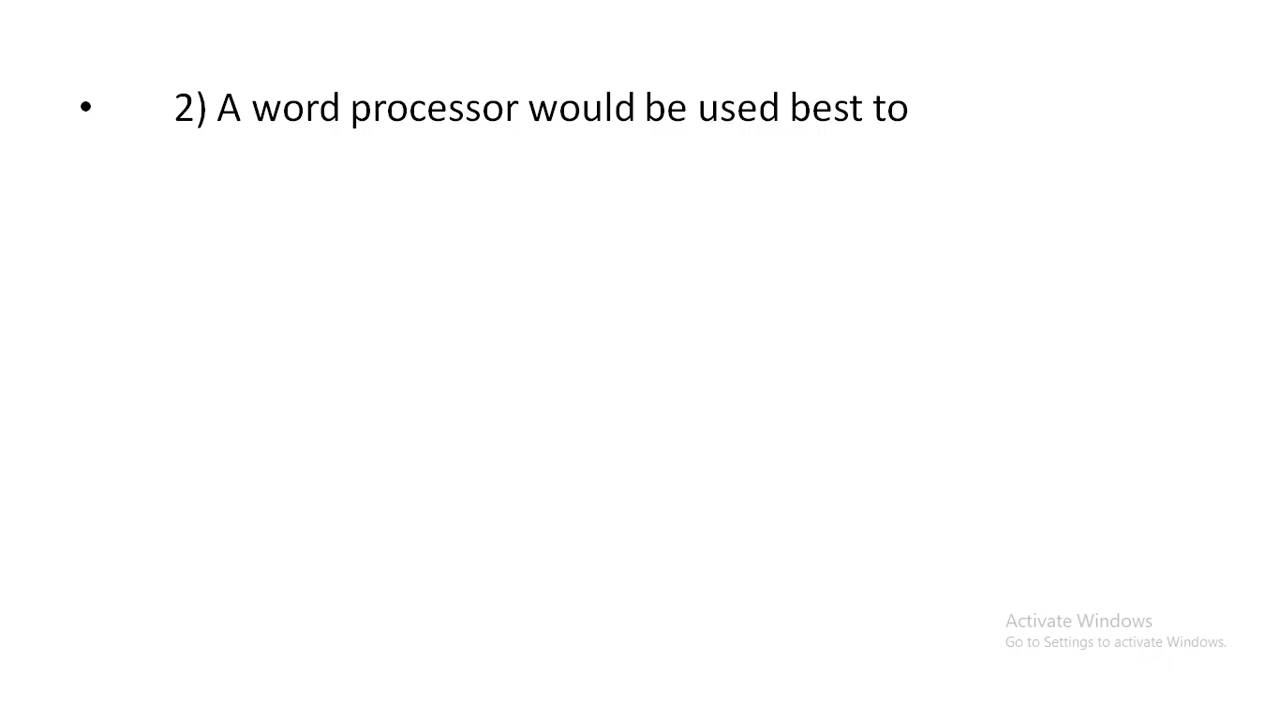 • 2) A word processor would be used best to
Activate Windows
Go to Settings to activate Windows.